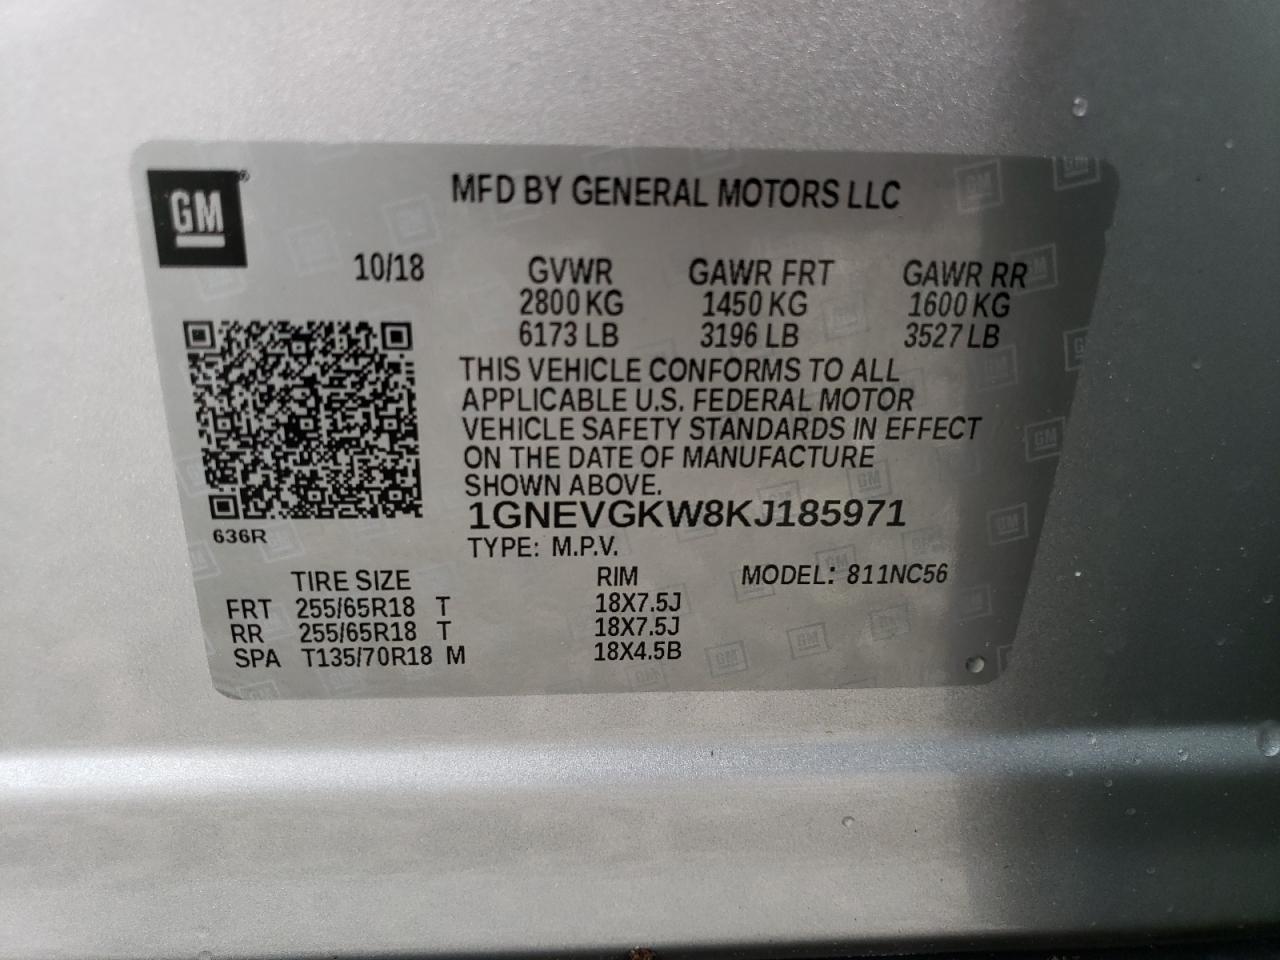 GM
MFD BY GENERAL MOTORS LLC
10/18 GVWR GAWR FRT GAWR RR
2800 KG 1450 KG 1600 KG
6173 LB 3196 LB 3527 LB
THIS VEHICLE CONFORMS TO ALL
APPLICABLE U.S. FEDERAL MOTOR
VEHICLE SAFETY STANDARDS IN EFFECT
ON THE DATE OF MANUFACTURE
SHOWN ABOVE.
1GNEVGKW8KJ185971
636R
TYPE: M.P.V.
TIRE SIZE RIM MODEL: 811NC56
FRT 255/65R18 T 18X7.5J
RR 255/65R18 T 18X7.5J
SPA T135/70R18 M 18X4.5B